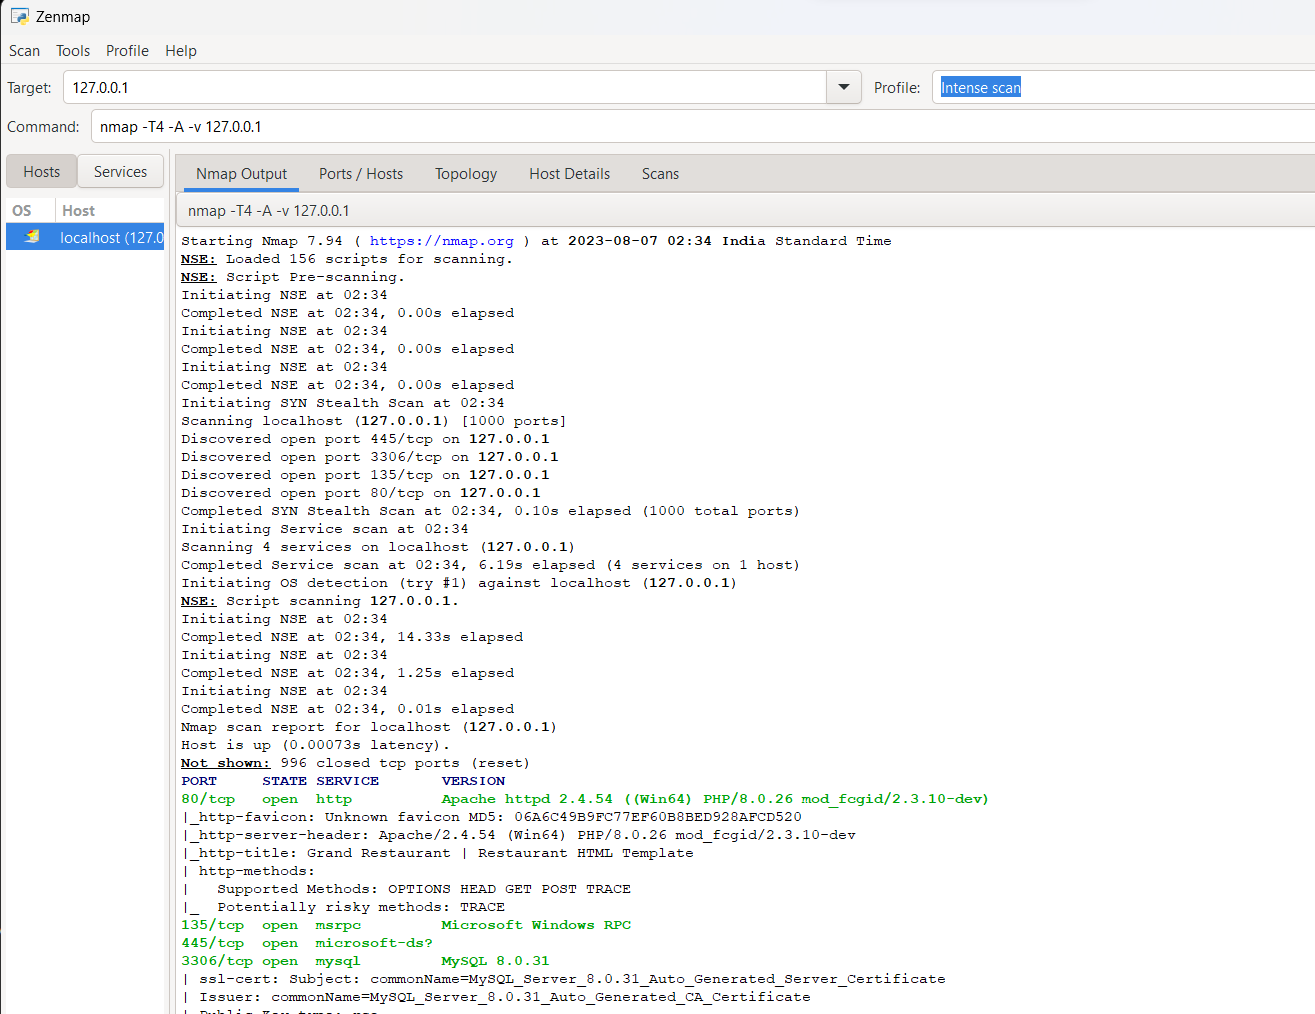 Zenmap
Scan Tools Profile Help
Target: 127.0.0.1 Profile: Intense scan
Command: nmap -T4 -A -v 127.0.0.1
Hosts Services
Nmap Output Ports / Hosts Topology Host Details Scans
OS Host
localhost (127.0
nmap -T4 -A -v 127.0.0.1
Starting Nmap 7.94 ( https://nmap.org ) at 2023-08-07 02:34 India Standard Time
NSE: Loaded 156 scripts for scanning.
NSE: Script Pre-scanning.
Initiating NSE at 02:34
Completed NSE at 02:34, 0.00s elapsed
Initiating NSE at 02:34
Completed NSE at 02:34, 0.00s elapsed
Initiating NSE at 02:34
Completed NSE at 02:34, 0.00s elapsed
Initiating SYN Stealth Scan at 02:34
Scanning localhost (127.0.0.1) [1000 ports]
Discovered open port 445/tcp on 127.0.0.1
Discovered open port 3306/tcp on 127.0.0.1
Discovered open port 135/tcp on 127.0.0.1
Discovered open port 80/tcp on 127.0.0.1
Completed SYN Stealth Scan at 02:34, 0.10s elapsed (1000 total ports)
Initiating Service scan at 02:34
Scanning 4 services on localhost (127.0.0.1)
Completed Service scan at 02:34, 6.19s elapsed (4 services on 1 host)
Initiating OS detection (try #1) against localhost (127.0.0.1)
NSE: Script scanning 127.0.0.1.
Initiating NSE at 02:34
Completed NSE at 02:34, 14.33s elapsed
Initiating NSE at 02:34
Completed NSE at 02:34, 1.25s elapsed
Initiating NSE at 02:34
Completed NSE at 02:34, 0.01s elapsed
Nmap scan report for localhost (127.0.0.1)
Host is up (0.00073s latency).
Not shown: 996 closed tcp ports (reset)
PORT STATE SERVICE VERSION
80/tcp open http Apache httpd 2.4.54 ((Win64) PHP/8.0.26 mod_fcgid/2.3.10-dev)
|_http-favicon: Unknown favicon MD5: 06A6C49B9FC77EF60B8BED928AFCD520
|_http-server-header: Apache/2.4.54 (Win64) PHP/8.0.26 mod_fcgid/2.3.10-dev
|_http-title: Grand Restaurant | Restaurant HTML Template
| http-methods:
|   Supported Methods: OPTIONS HEAD GET POST TRACE
|_  Potentially risky methods: TRACE
135/tcp open msrpc Microsoft Windows RPC
445/tcp open microsoft-ds?
3306/tcp open mysql MySQL 8.0.31
| ssl-cert: Subject: commonName=MySQL_Server_8.0.31_Auto_Generated_Server_Certificate
| Issuer: commonName=MySQL_Server_8.0.31_Auto_Generated_CA_Certificate
| Public Key type: rsa